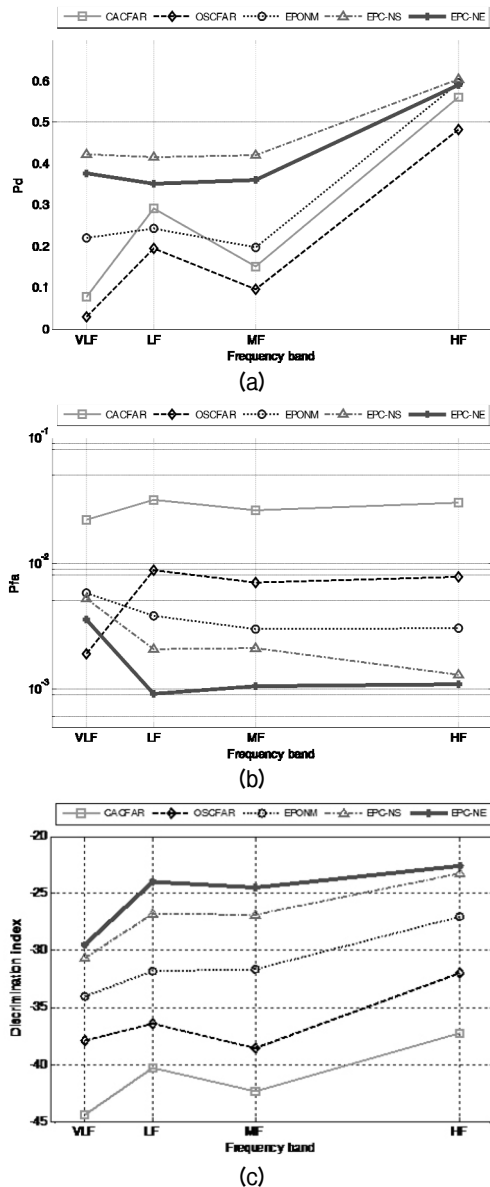 CACFAR OSCFAR EPONM EPC-NS EPC-NE
0.6
0.5
0.4
0.3
0.2
0.1
0
Pd
VLF LF MF HF
Frequency band
(a)
CACFAR OSCFAR EPONM EPC-NS EPC-NE
10-1
10-2
10-3
Pfa
VLF LF MF HF
Frequency band
(b)
CACFAR OSCFAR EPONM EPC-NS EPC-NE
-20
-25
-30
-35
-40
-45
Discrimination Index
VLF LF MF HF
Frequency band
(c)